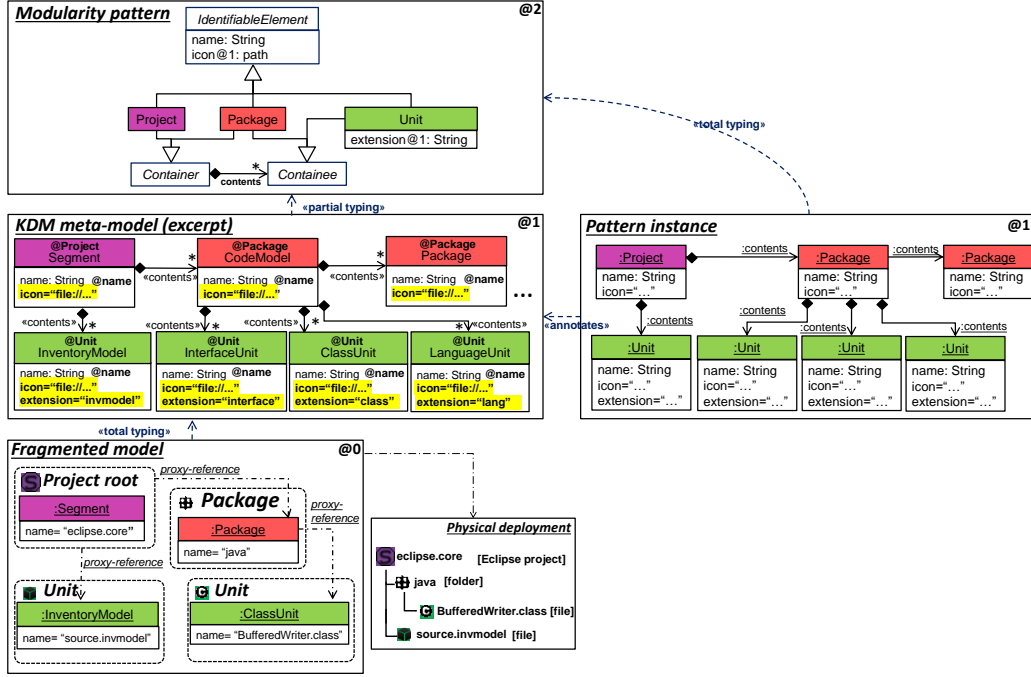 Modularity pattern
@2
IdentifiableElement
name: String
icon@1: path
Project
Package
Unit
extension@1: String
Container
contents
*
Containee
«partial typing»
«total typing»
KDM meta-model (excerpt)
@1
@Project
Segment
name: String @name
icon="file://..."
*
«contents»
@Package
CodeModel
name: String @name
icon="file://..."
*
«contents»
@Package
Package
name: String @name
icon="file://..."
...
«contents»
*
«contents»
*
«contents»
*
«contents»
*
@Unit
InventoryModel
name: String @name
icon="file://..."
extension="invmodel"
@Unit
InterfaceUnit
name: String @name
icon="file://..."
extension="interface"
@Unit
ClassUnit
name: String @name
icon="file://..."
extension="class"
@Unit
LanguageUnit
name: String @name
icon="file://..."
extension="lang"
«annotates»
Pattern instance
@1
:Project
name: String
icon="…"
:contents
:Package
name: String
icon="…"
:contents
:Package
name: String
icon="…"
:contents
:contents
:contents
:contents
:Unit
name: String
icon="…"
extension="…"
:Unit
name: String
icon="…"
extension="…"
:Unit
name: String
icon="…"
extension="…"
:Unit
name: String
icon="…"
extension="…"
«total typing»
Fragmented model
@0
S Project root
:Segment
name= "eclipse.core"
proxy-reference
Package
:Package
name= "java"
proxy-
reference
proxy-reference
Unit
:InventoryModel
name= "source.invmodel"
C Unit
:ClassUnit
name= "BufferedWriter.class"
Physical deployment
S eclipse.core [Eclipse project]
java [folder]
C BufferedWriter.class [file]
source.invmodel [file]